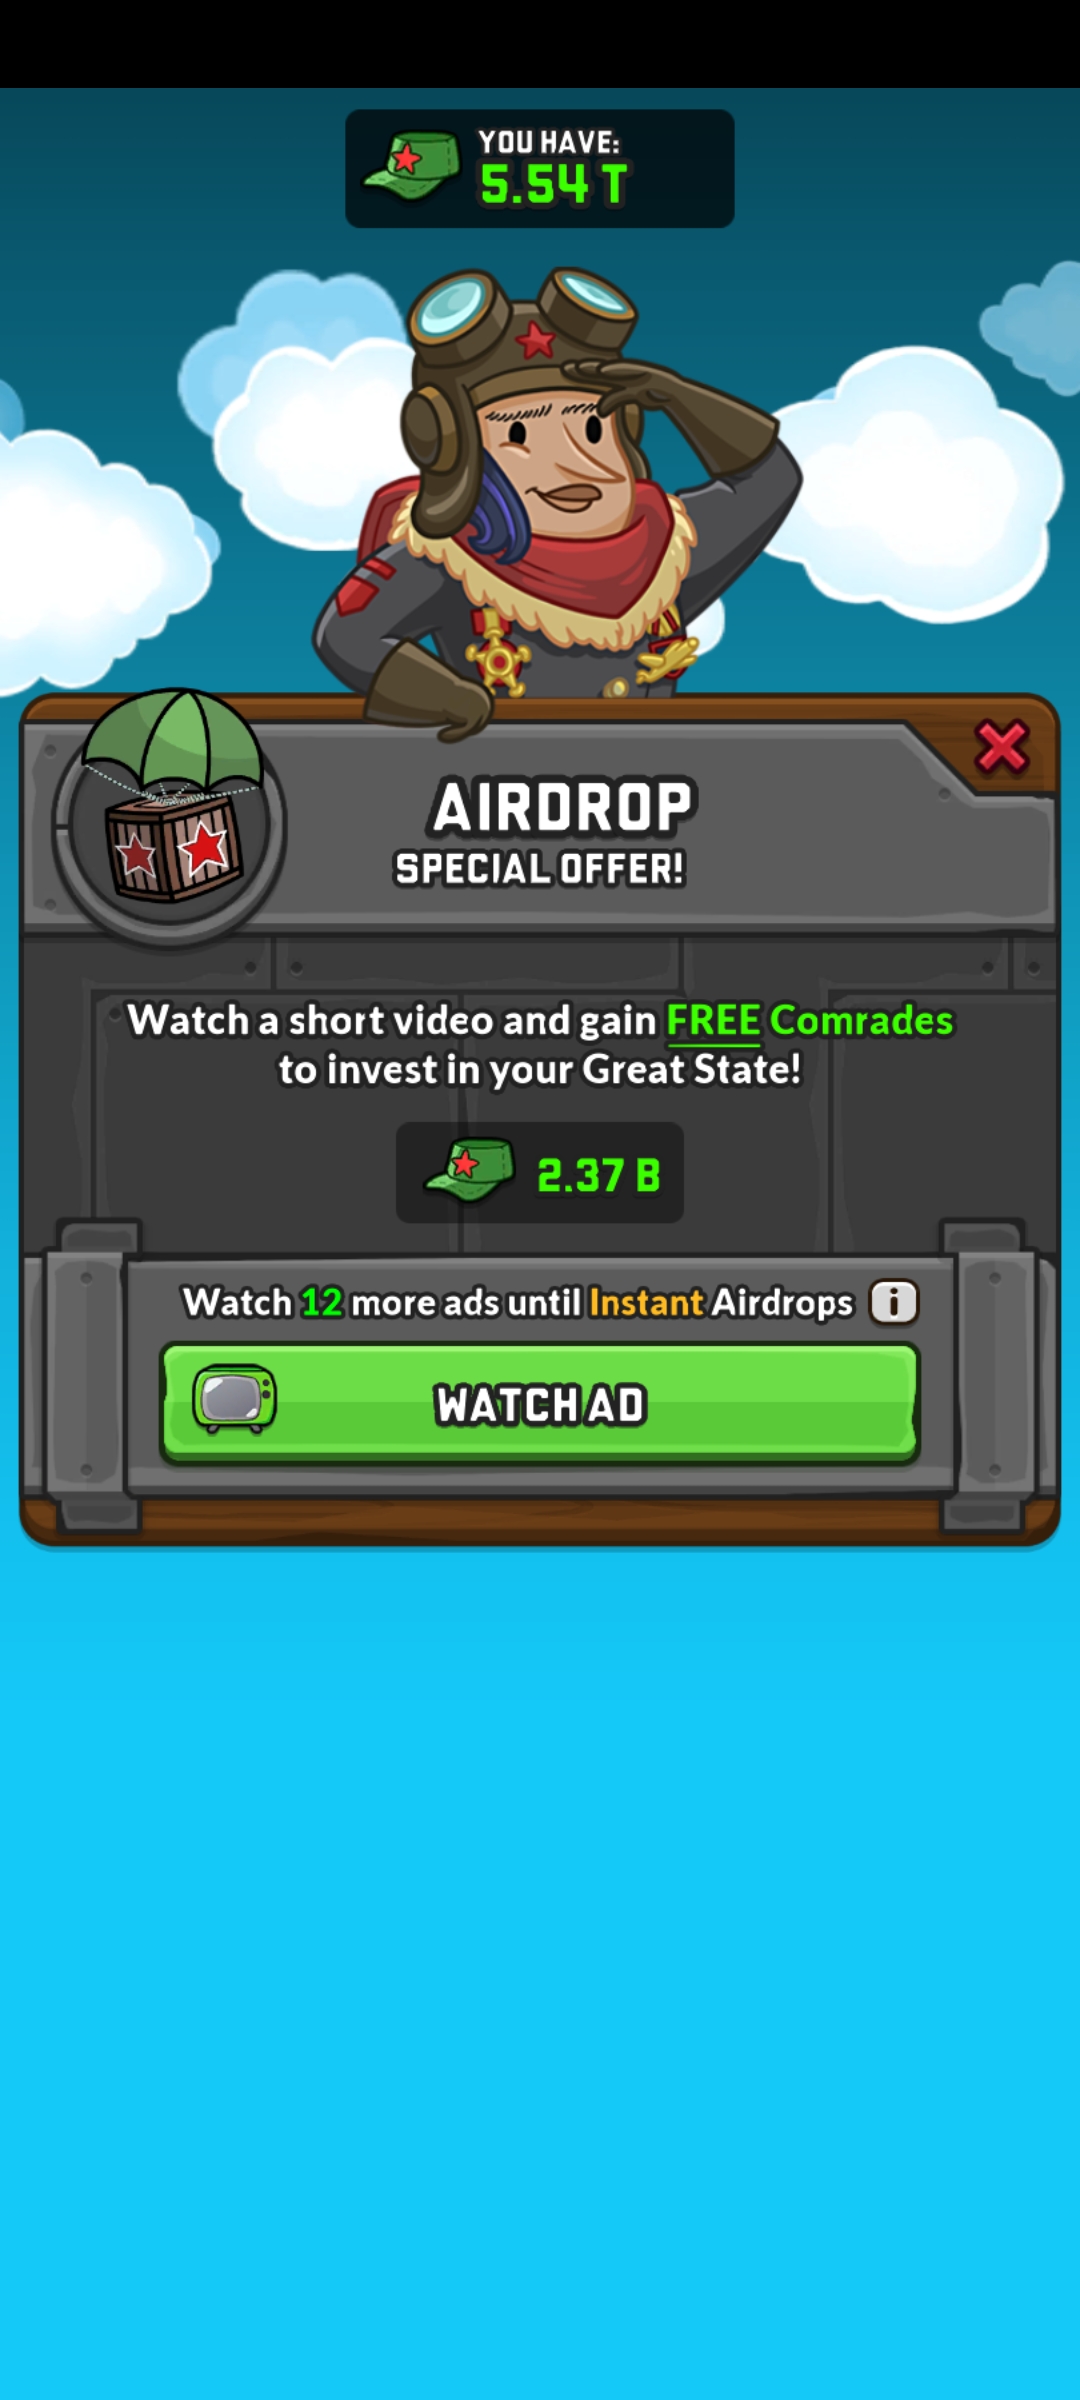 YOU HAVE:
5.54 T
AIRDROP
SPECIAL OFFER!
Watch a short video and gain FREE Comrades
to invest in your Great State!
2.37 B
Watch 12 more ads until Instant Airdrops i
WATCH AD